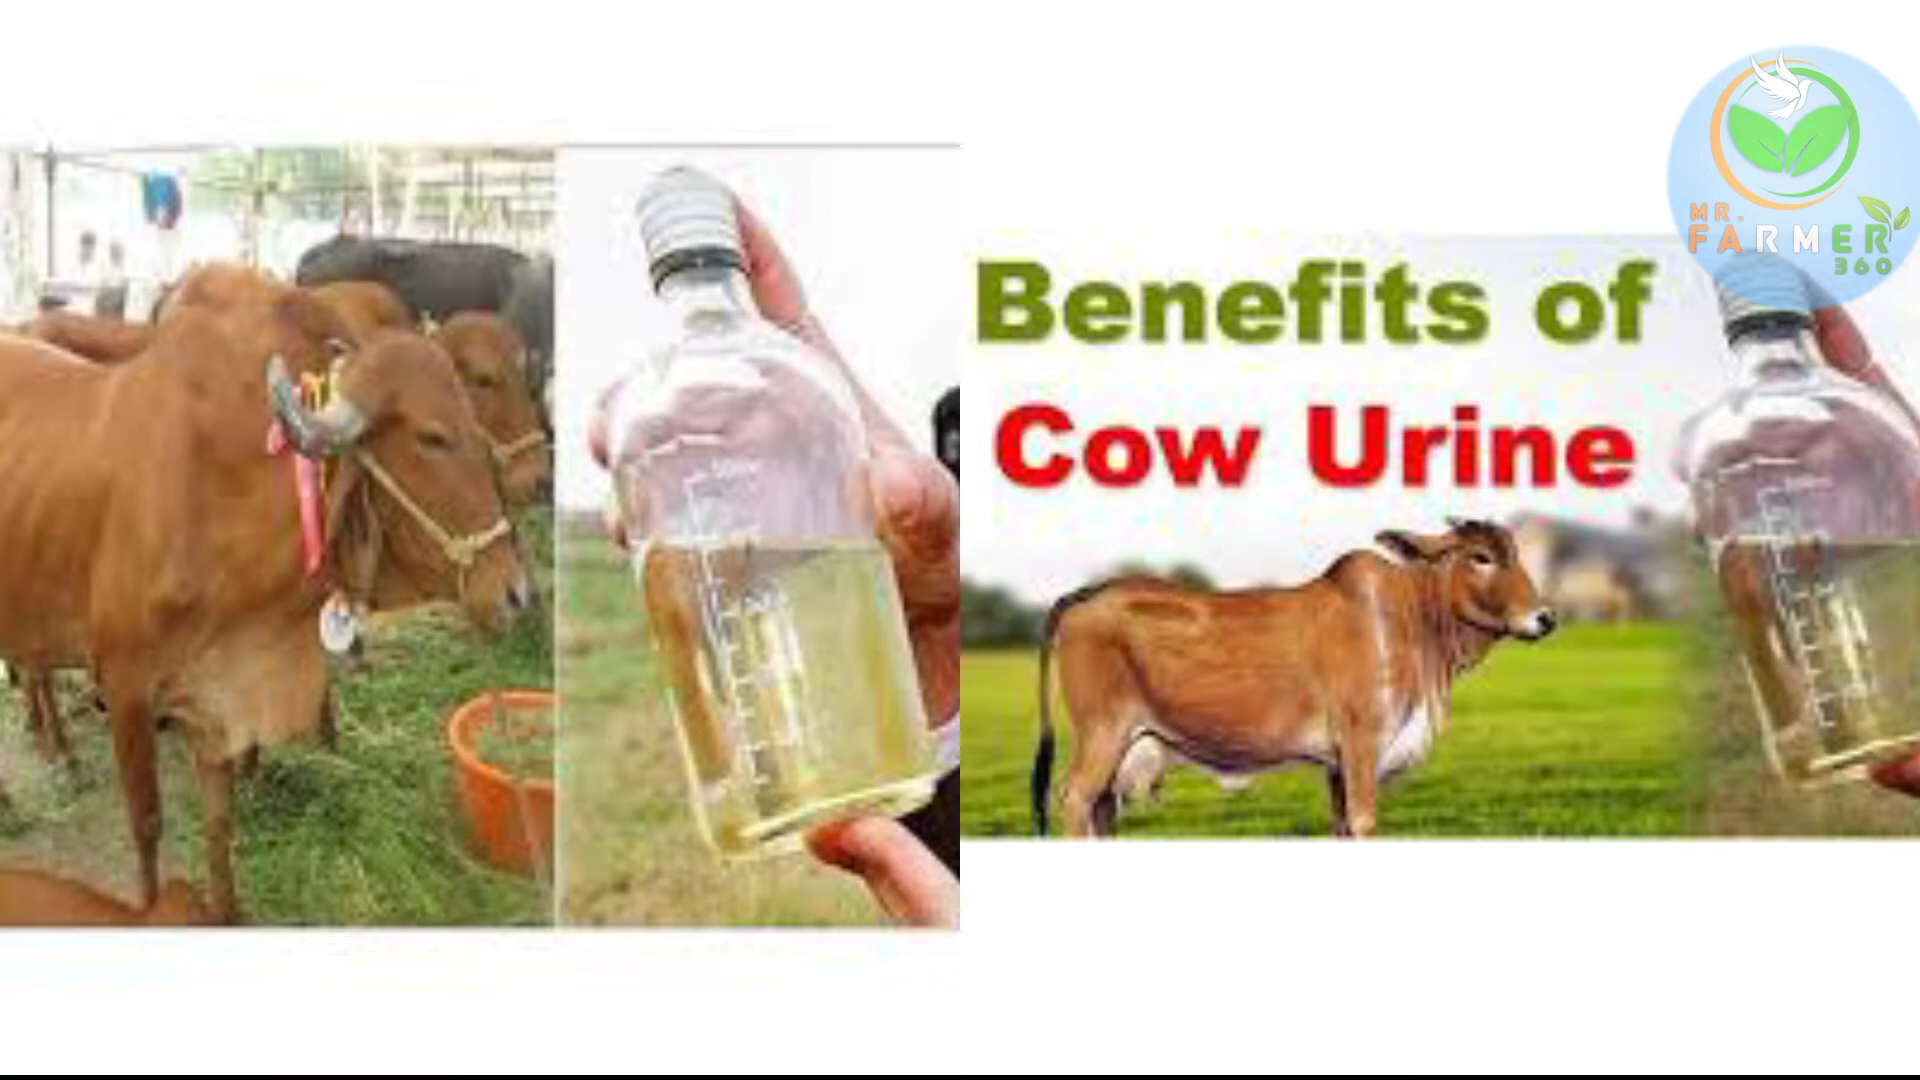 MR.
FARMER
360
Benefits of
Cow Urine